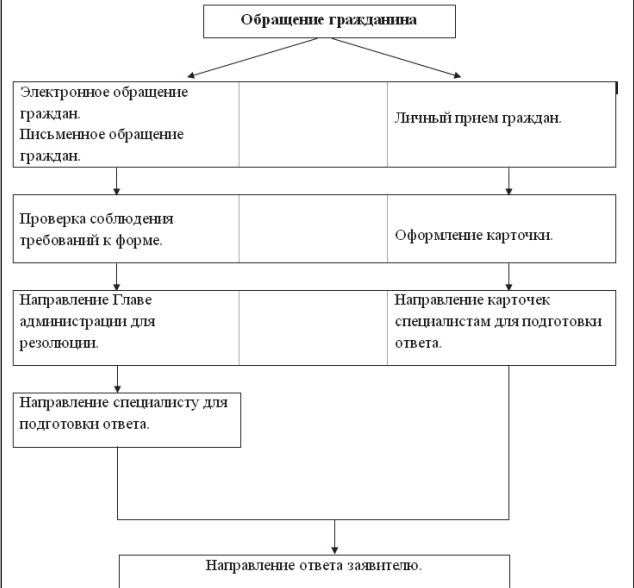 Обращение гражданина
Электронное обращение
граждан.
Письменное обращение
граждан.
Личный прием граждан.
Проверка соблюдения
требований к форме.
Оформление карточки.
Направление Главе
администрации для
резолюции.
Направление карточек
специалистам для подготовки
ответа.
Направление специалисту для
подготовки ответа.
Направление ответа заявителю.